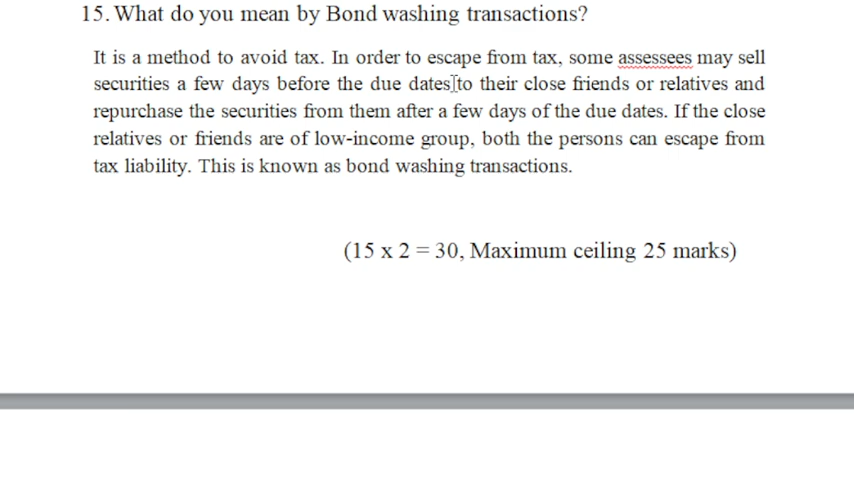 15. What do you mean by Bond washing transactions?
It is a method to avoid tax. In order to escape from tax, some assessees may sell
securities a few days before the due dates to their close friends or relatives and
repurchase the securities from them after a few days of the due dates. If the close
relatives or friends are of low-income group, both the persons can escape from
tax liability. This is known as bond washing transactions.
(15 x 2 = 30, Maximum ceiling 25 marks)